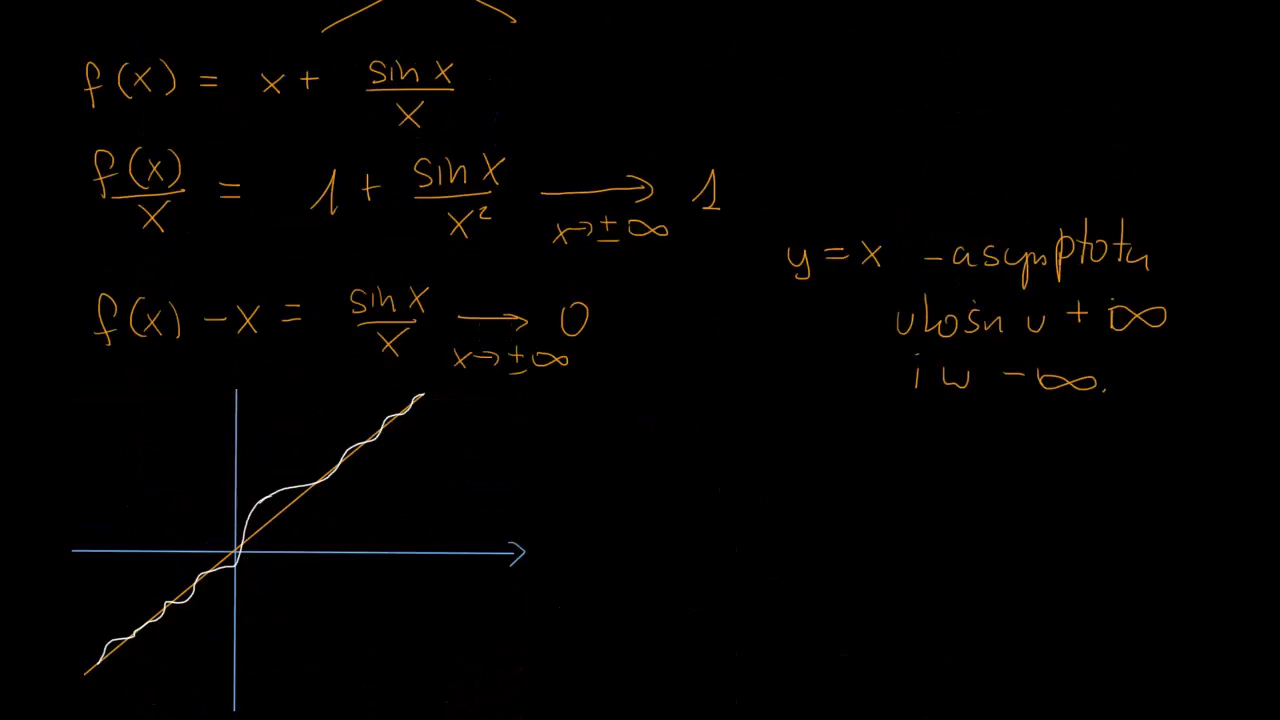 f(x) = x + sin x / x
f(x) / x = 1 + sin x / x² → 1
x → ± ∞
y = x – asymptota
f(x) – x = sin x / x → 0
x → ± ∞
ukośna w + ∞
i w – ∞.